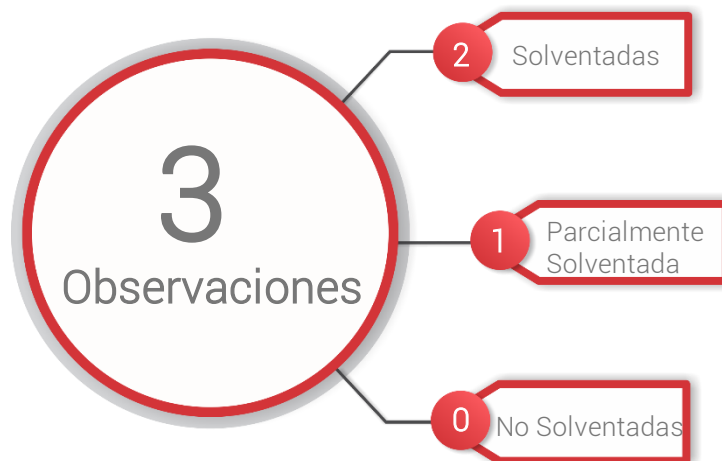 3
Observaciones
2
Solventadas
1
Parcialmente
Solventada
0
No Solventadas